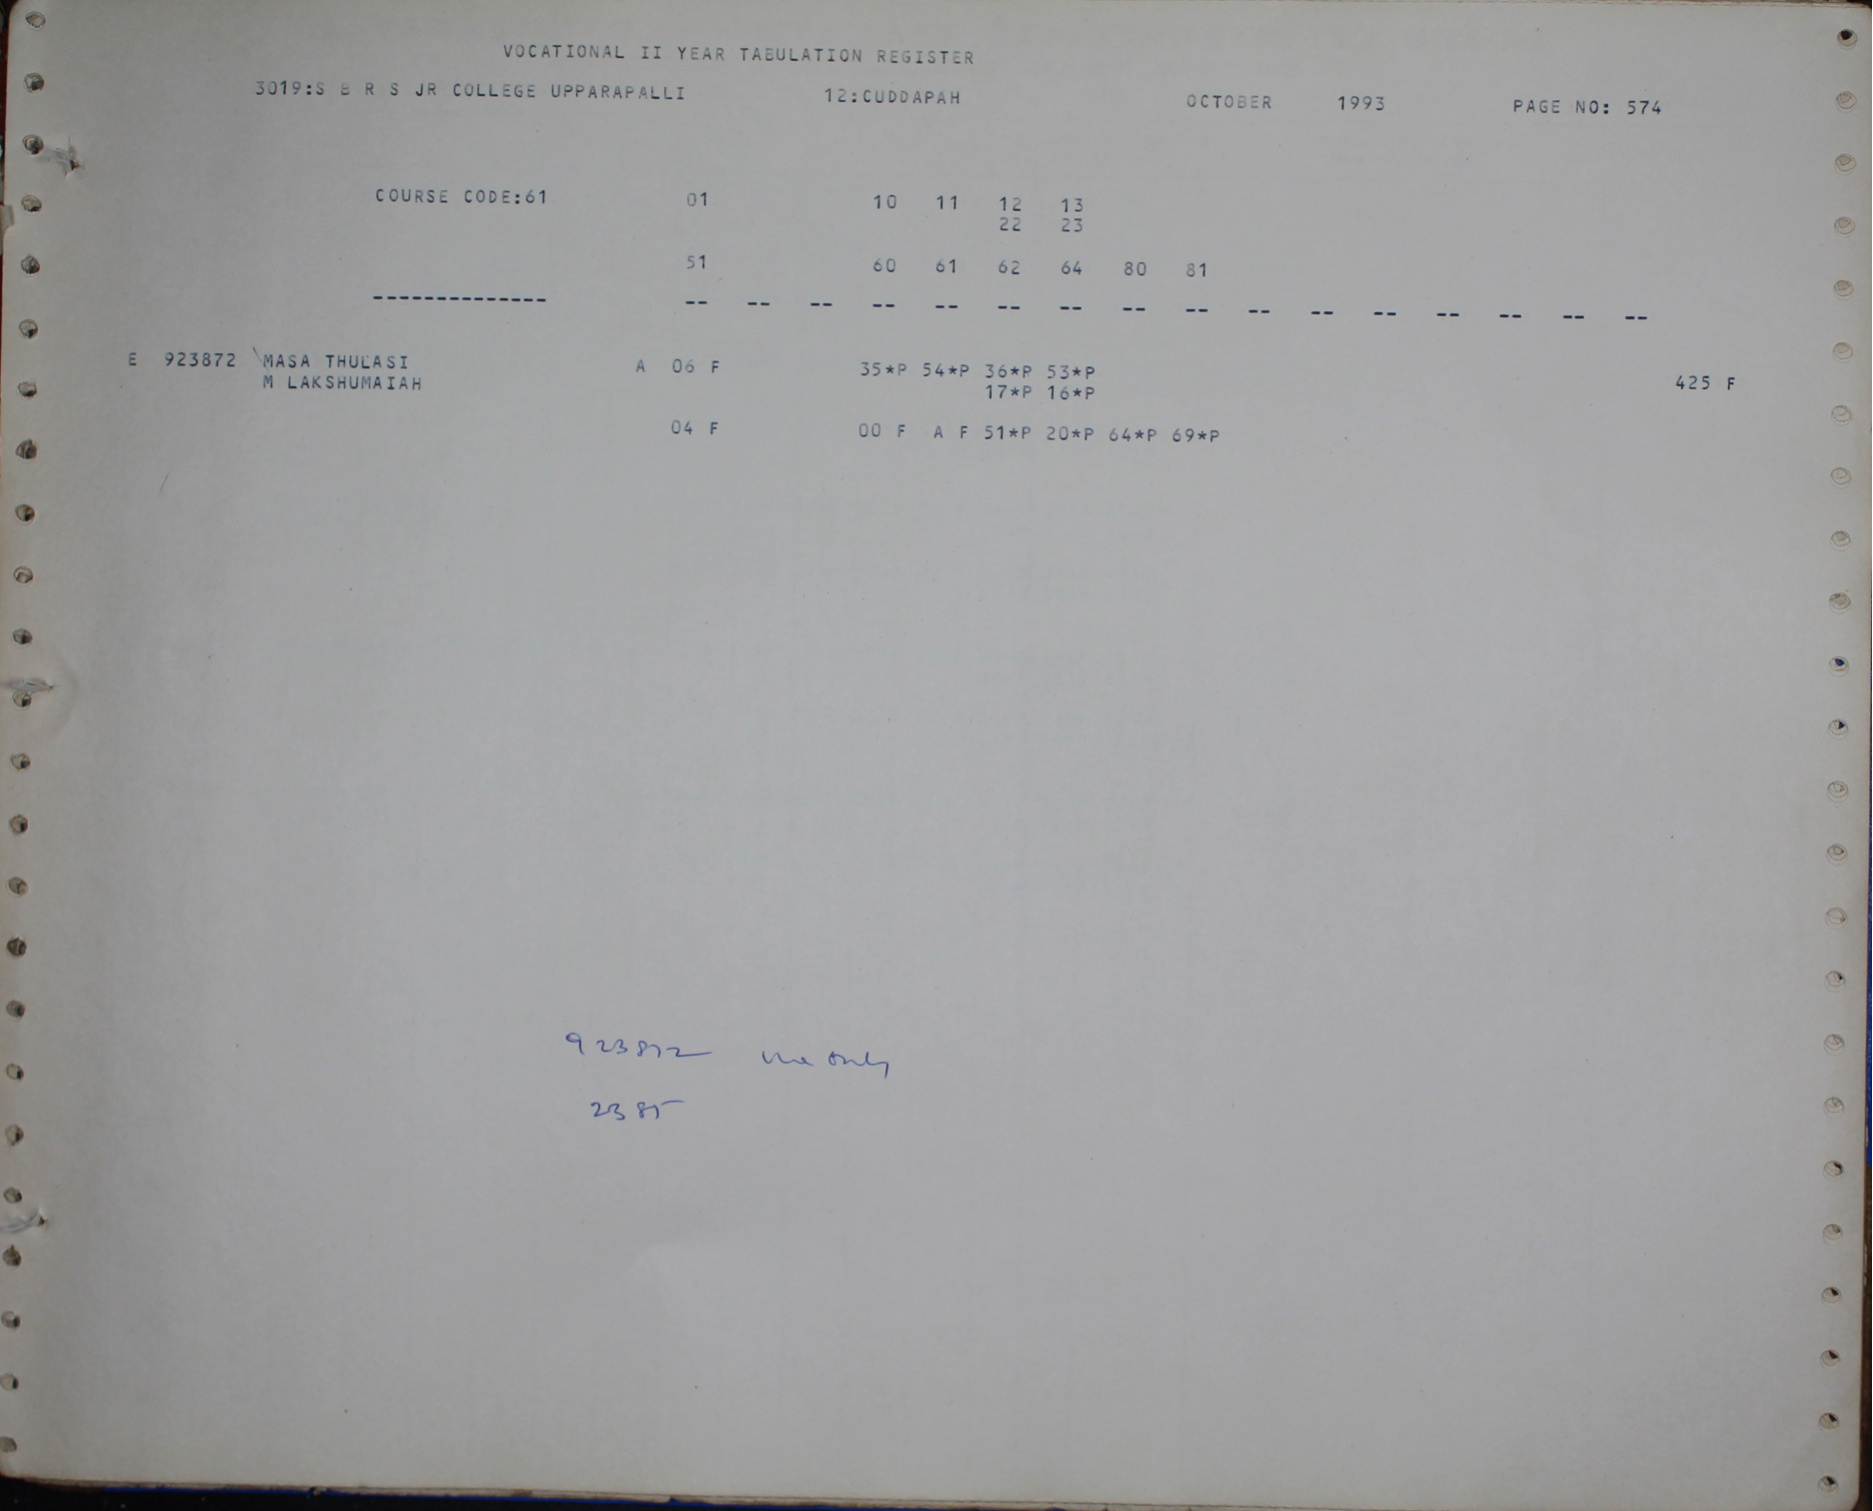 VOCATIONAL II YEAR TABULATION REGISTER
3019:S B R S JR COLLEGE UPPARAPALLI 12:CUDDAPAH OCTOBER 1993 PAGE NO: 574
COURSE CODE:61 01 10 11 12 13
22 23
51 60 61 62 64 80 81
-------------- -- -- -- -- -- -- -- -- -- -- -- -- -- -- -- --
E 923872 MASA THULASI A 06 F 35*P 54*P 36*P 53*P
M LAKSHUMAIAH 17*P 16*P 425 F
04 F 00 F A F 51*P 20*P 64*P 69*P
923872 only
2385